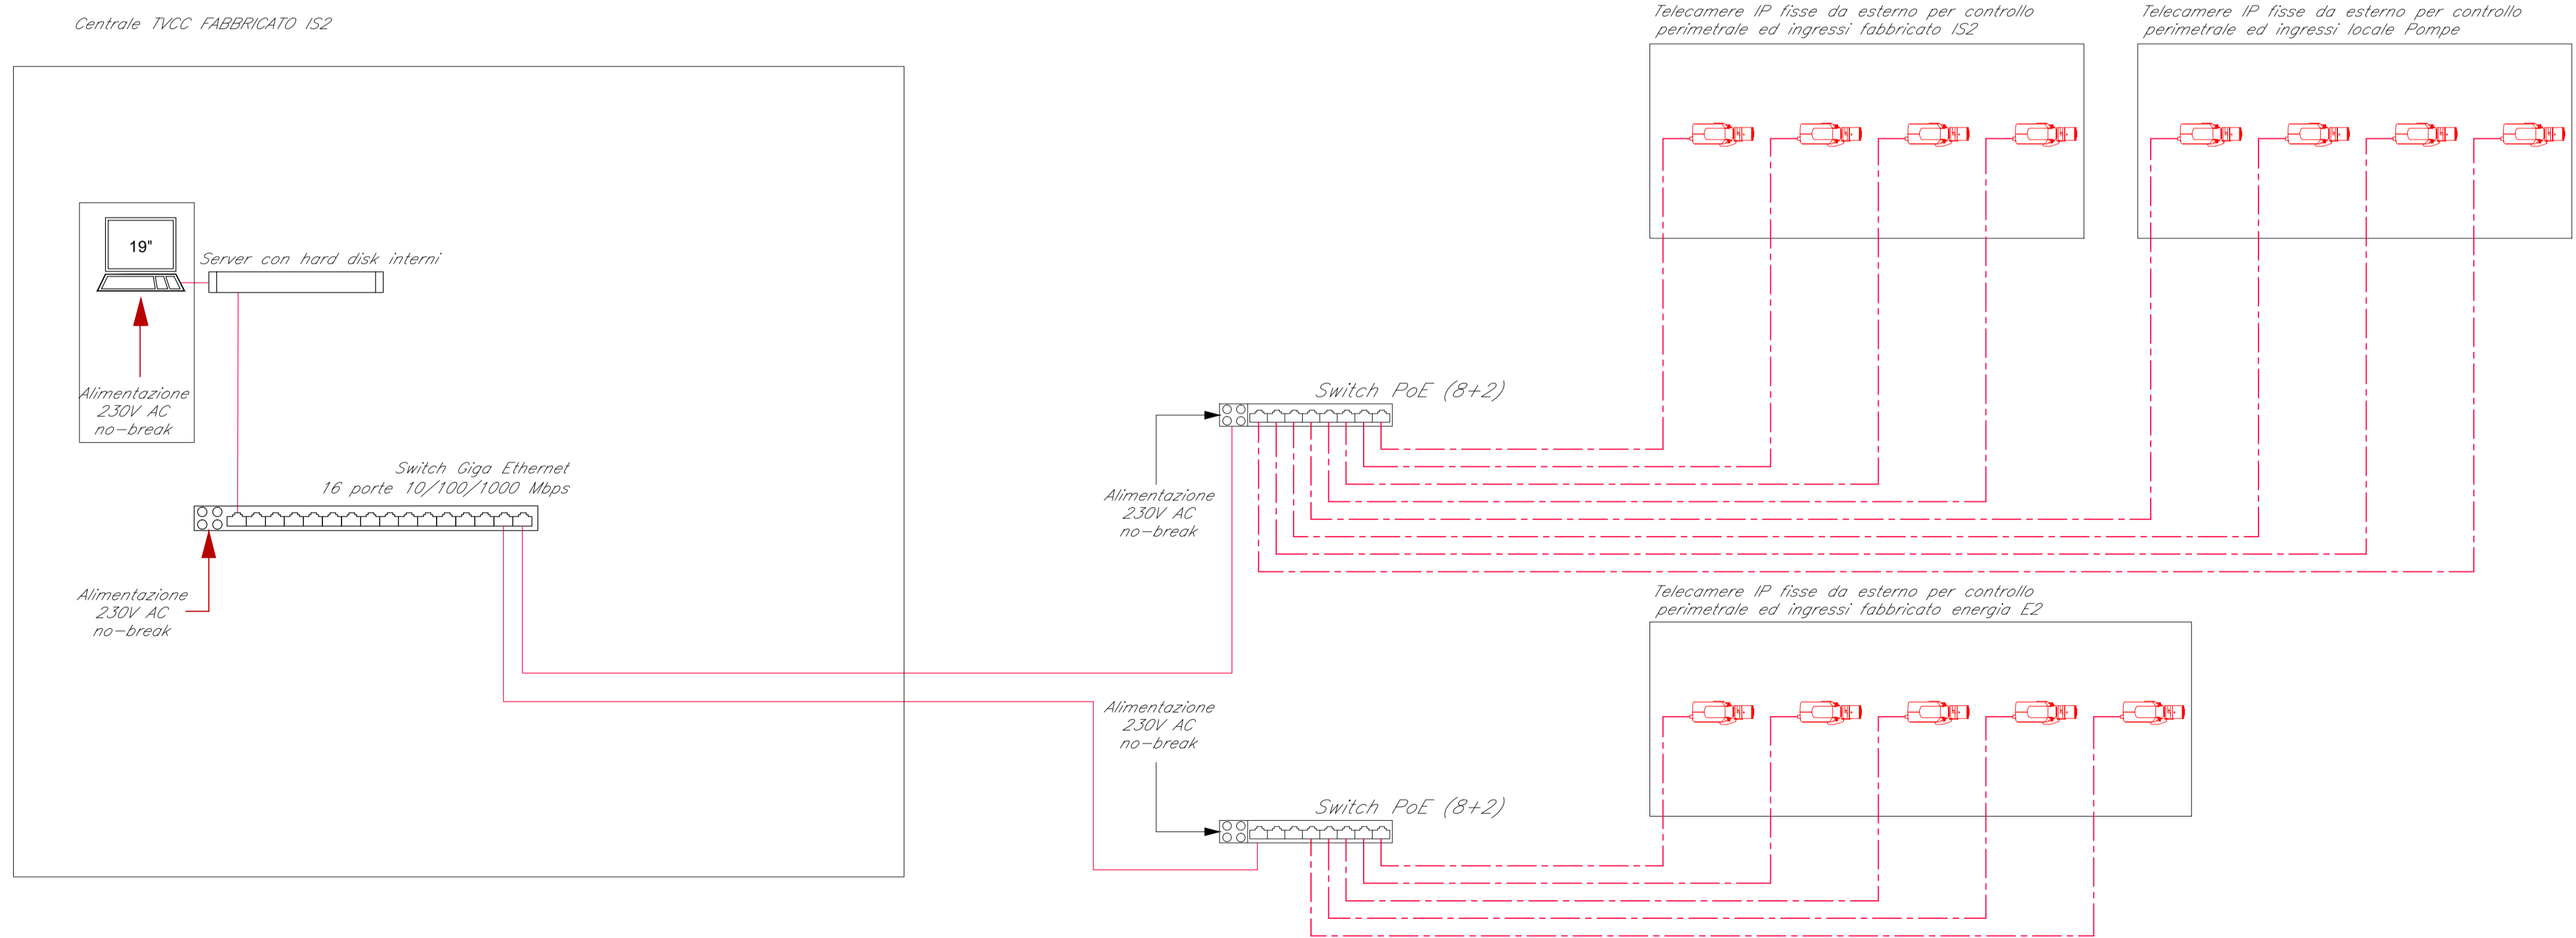 Centrale TVCC FABBRICATO IS2
Telecamere IP fisse da esterno per controllo
perimetrale ed ingressi fabbricato IS2
Telecamere IP fisse da esterno per controllo
perimetrale ed ingressi locale Pompe
19"
Server con hard disk interni
Alimentazione
230V AC
no-break
Switch Giga Ethernet
16 porte 10/100/1000 Mbps
Alimentazione
230V AC
no-break
Switch PoE (8+2)
Alimentazione
230V AC
no-break
Telecamere IP fisse da esterno per controllo
perimetrale ed ingressi fabbricato energia E2
Alimentazione
230V AC
no-break
Switch PoE (8+2)